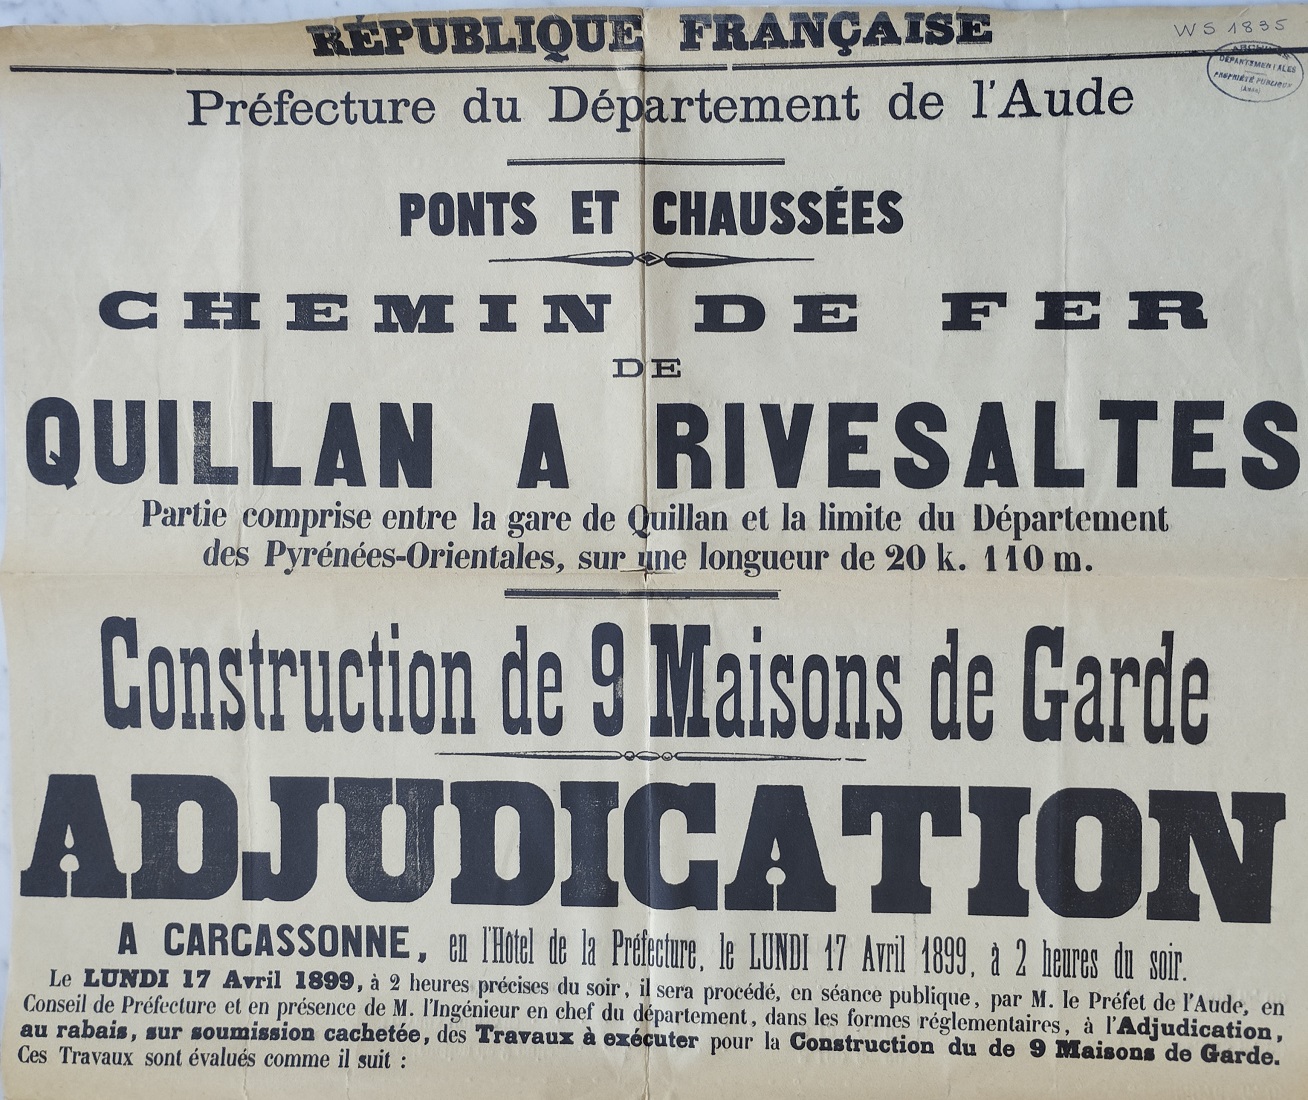 RÉPUBLIQUE FRANÇAISE
WS 1835
ARCHIVES
DÉPARTEMENTALES
PROPRIÉTÉ PUBLIQUE
(Aude)
Préfecture du Département de l'Aude
PONTS ET CHAUSSÉES
CHEMIN DE FER
DE
QUILLAN A RIVESALTES
Partie comprise entre la gare de Quillan et la limite du Département
des Pyrénées-Orientales, sur une longueur de 20 k. 110 m.
Construction de 9 Maisons de Garde
ADJUDICATION
A CARCASSONNE, en l'Hotel de la Préfecture, le LUNDI 17 Avril 1899, à 2 heures du soir.
Le LUNDI 17 Avril 1899, à 2 heures précises du soir, il sera procédé, en séance publique, par M. le Préfet de l'Aude, en
Conseil de Préfecture et en présence de M. l'Ingénieur en chef du département, dans les formes réglementaires, à l'Adjudication,
au rabais, sur soumission cachetée, des Travaux à exécuter pour la Construction du de 9 Maisons de Garde.
Ces Travaux sont évalués comme il suit :